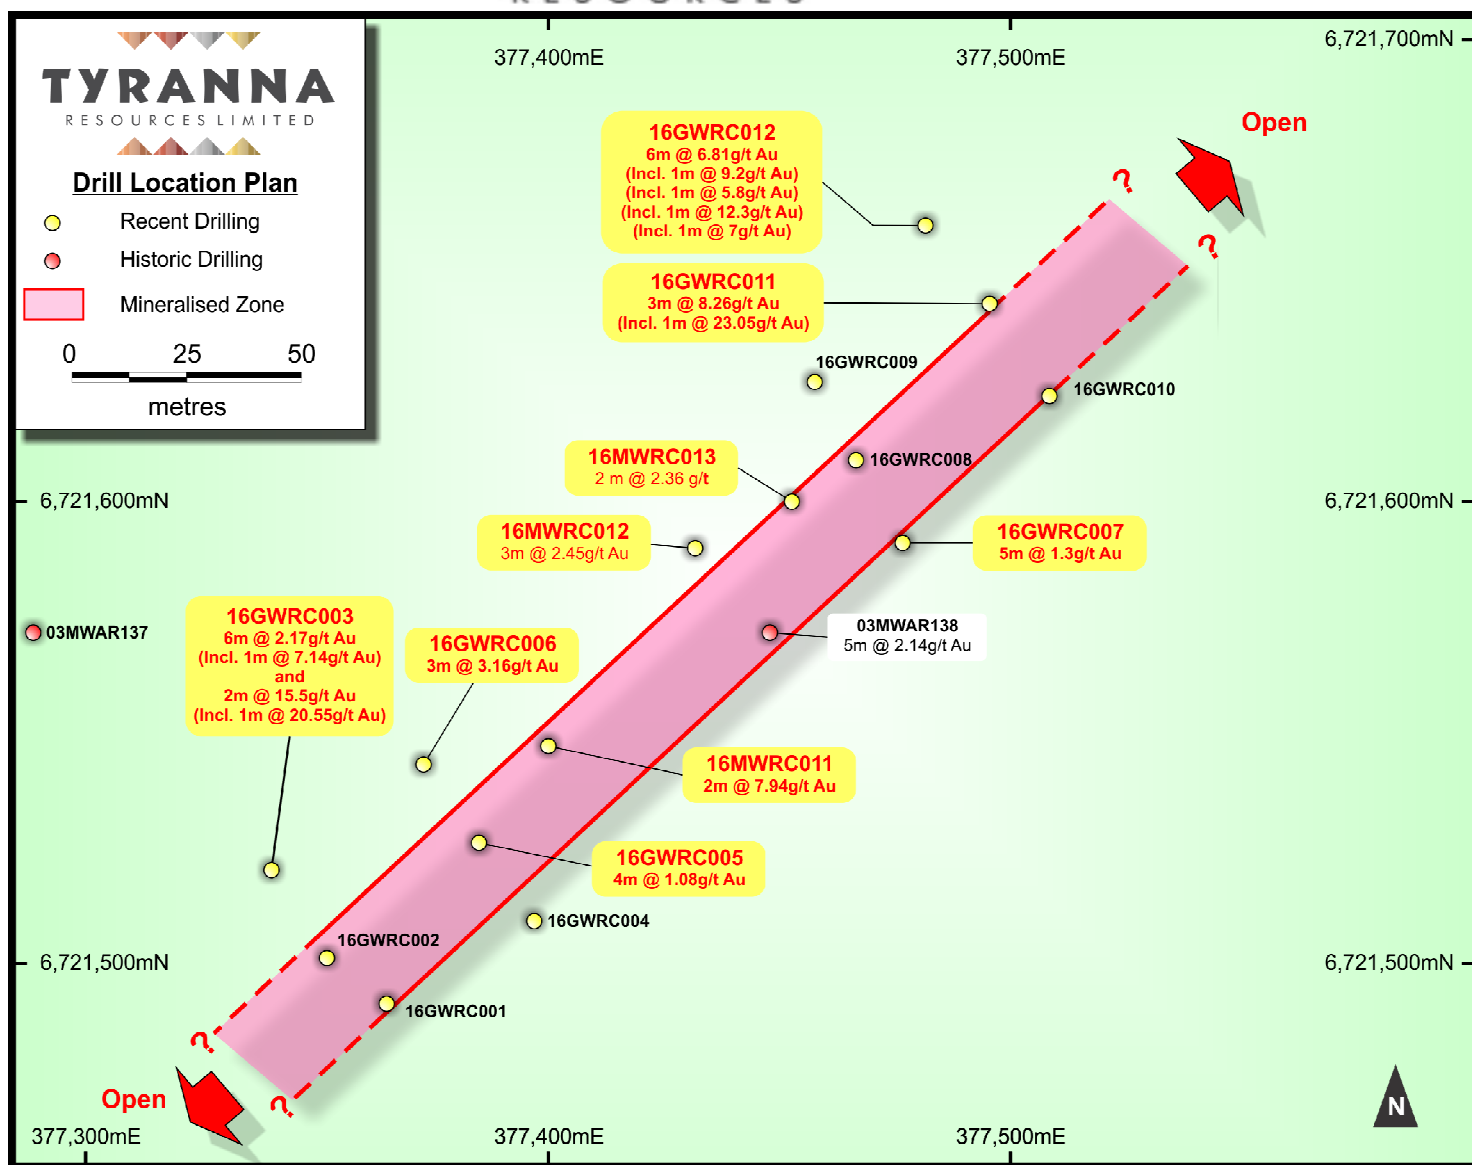 RESOURCES
377,400mE
377,500mE
6,721,700mN
TYRANNA
RESOURCES LIMITED
Drill Location Plan
Recent Drilling
Historic Drilling
Mineralised Zone
0 25 50
metres
Open
?
?
16GWRC012
6m @ 6.81g/t Au
(Incl. 1m @ 9.2g/t Au)
(Incl. 1m @ 5.8g/t Au)
(Incl. 1m @ 12.3g/t Au)
(Incl. 1m @ 7g/t Au)
16GWRC011
3m @ 8.26g/t Au
(Incl. 1m @ 23.05g/t Au)
16GWRC009
16GWRC010
16MWRC013
2 m @ 2.36 g/t
16GWRC008
6,721,600mN
6,721,600mN
16MWRC012
3m @ 2.45g/t Au
16GWRC007
5m @ 1.3g/t Au
03MWAR137
16GWRC003
6m @ 2.17g/t Au
(Incl. 1m @ 7.14g/t Au)
and
2m @ 15.5g/t Au
(Incl. 1m @ 20.55g/t Au)
16GWRC006
3m @ 3.16g/t Au
03MWAR138
5m @ 2.14g/t Au
16MWRC011
2m @ 7.94g/t Au
16GWRC005
4m @ 1.08g/t Au
16GWRC004
16GWRC002
6,721,500mN
6,721,500mN
16GWRC001
?
?
Open
N
377,300mE
377,400mE
377,500mE